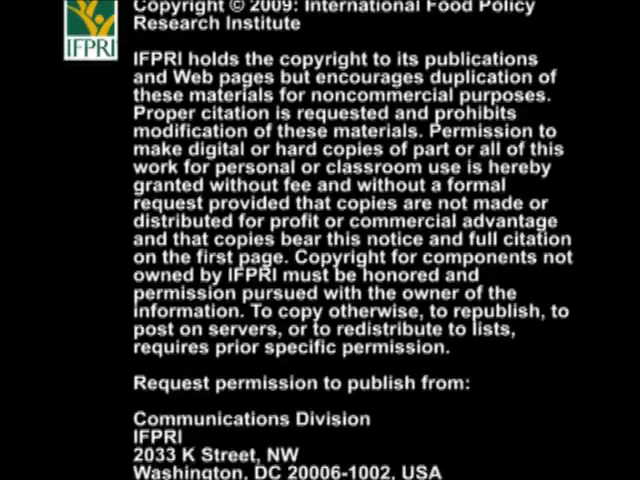 Copyright © 2009: International Food Policy
Research Institute
IFPRI
IFPRI holds the copyright to its publications
and Web pages but encourages duplication of
these materials for noncommercial purposes.
Proper citation is requested and prohibits
modification of these materials. Permission to
make digital or hard copies of part or all of this
work for personal or classroom use is hereby
granted without fee and without a formal
request provided that copies are not made or
distributed for profit or commercial advantage
and that copies bear this notice and full citation
on the first page. Copyright for components not
owned by IFPRI must be honored and
permission pursued with the owner of the
information. To copy otherwise, to republish, to
post on servers, or to redistribute to lists,
requires prior specific permission.
Request permission to publish from:
Communications Division
IFPRI
2033 K Street, NW
Washington, DC 20006-1002, USA